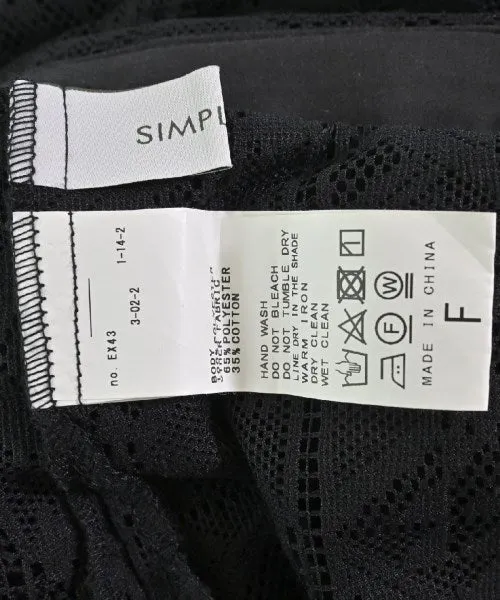 SIMPL
no. EX43
3-02-2
1-14-2
BODY
65% POLYESTER
35% COTTON
HAND WASH
DO NOT BLEACH
DO NOT TUMBLE DRY
LINE DRY IN THE SHADE
WARM IRON
DRY CLEAN
WET CLEAN
F
W
MADE IN CHINA
F